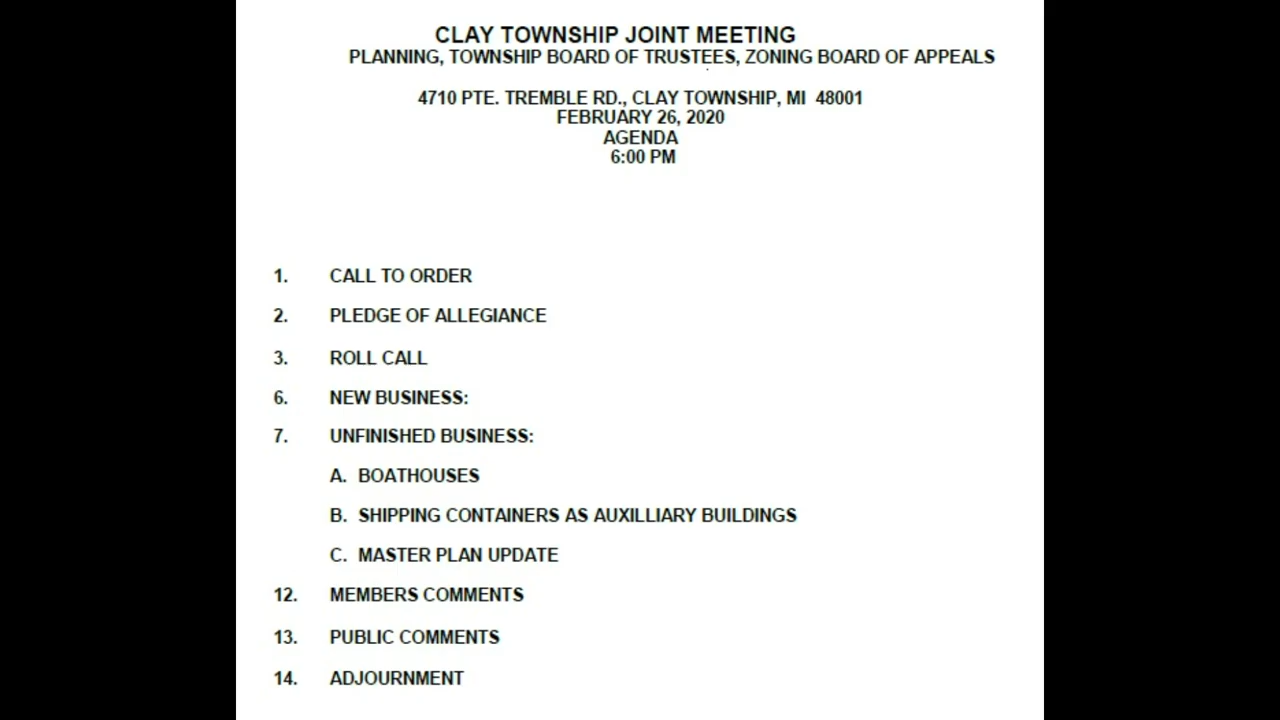 CLAY TOWNSHIP JOINT MEETING
PLANNING, TOWNSHIP BOARD OF TRUSTEES, ZONING BOARD OF APPEALS
4710 PTE. TREMBLE RD., CLAY TOWNSHIP, MI 48001
FEBRUARY 26, 2020
AGENDA
6:00 PM
1. CALL TO ORDER
2. PLEDGE OF ALLEGIANCE
3. ROLL CALL
6. NEW BUSINESS:
7. UNFINISHED BUSINESS:
A. BOATHOUSES
B. SHIPPING CONTAINERS AS AUXILLIARY BUILDINGS
C. MASTER PLAN UPDATE
12. MEMBERS COMMENTS
13. PUBLIC COMMENTS
14. ADJOURNMENT